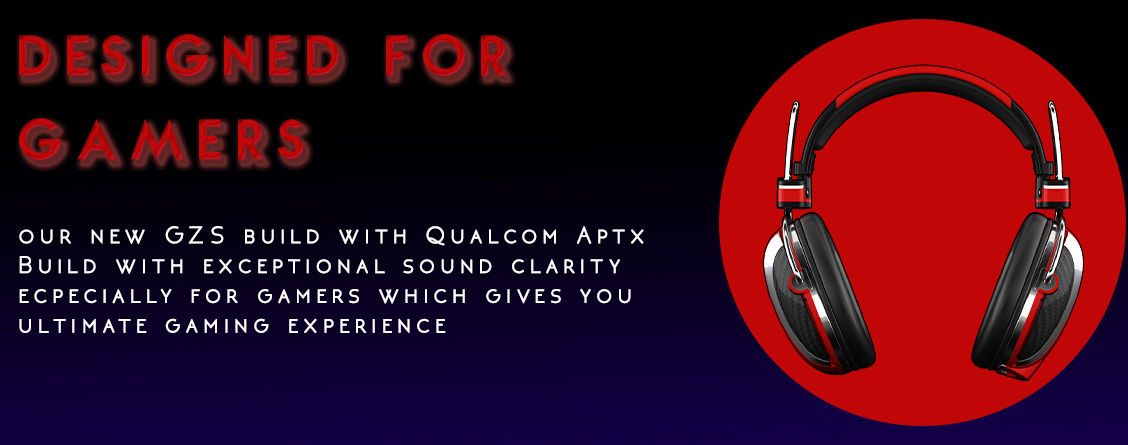 DESIGNED FOR
GAMERS
our new GZS build with Qualcom Aptx
Build with exceptional sound clarity
ecpecially for gamers which gives you
ultimate gaming experience